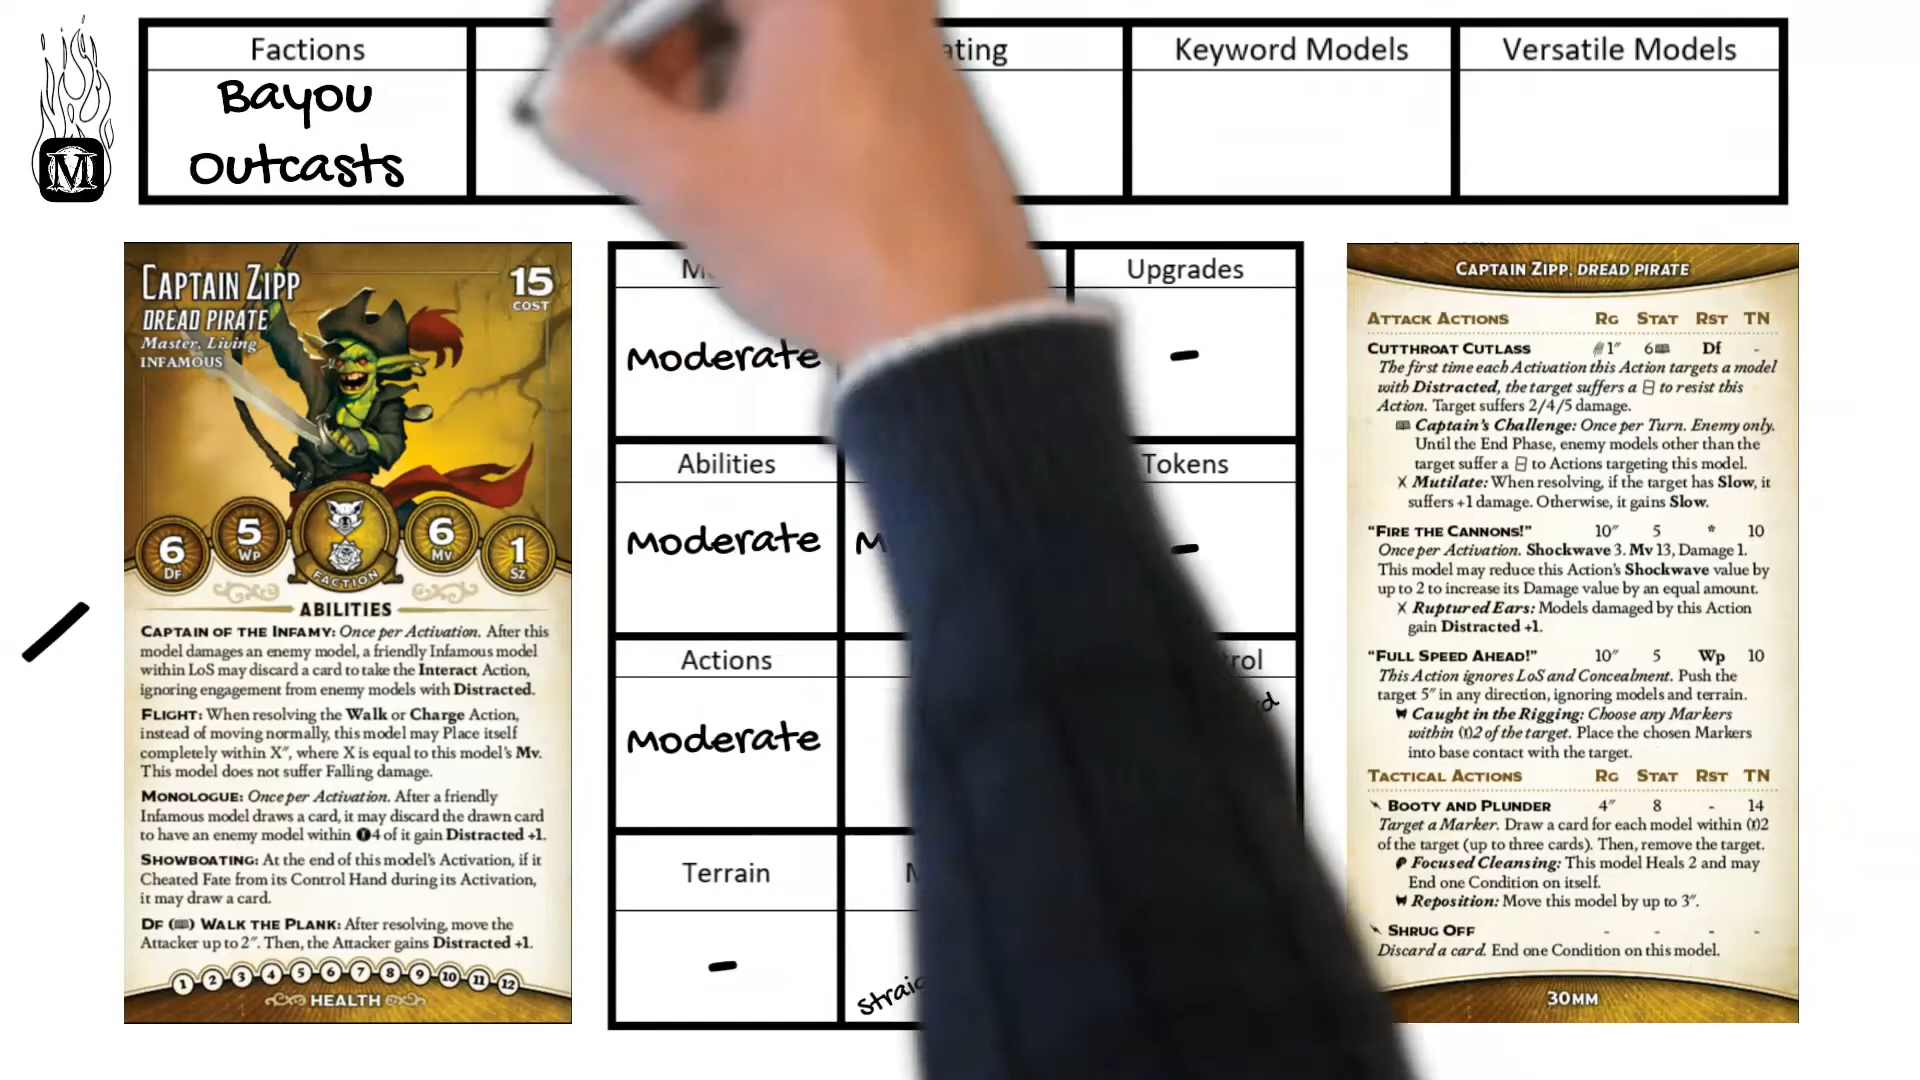 Factions
Keyword Models
Versatile Models
Bayou
Outcasts
M
CAPTAIN ZIPP
DREAD PIRATE
Master, Living
INFAMOUS
15
COST
6
DF
5
WP
FACTION
6
MV
1
SZ
ABILITIES
CAPTAIN OF THE INFAMY: Once per Activation. After this
model damages an enemy model, a friendly Infamous model
within LoS may discard a card to take the Interact Action,
ignoring engagement from enemy models with Distracted.
FLIGHT: When resolving the Walk or Charge Action,
instead of moving normally, this model may Place itself
completely within X", where X is equal to this model's Mv.
This model does not suffer Falling damage.
MONOLOGUE: Once per Activation. After a friendly
Infamous model draws a card, it may discard the drawn card
to have an enemy model within 4 of it gain Distracted +1.
SHOWBOATING: At the end of this model's Activation, if it
Cheated Fate from its Control Hand during its Activation,
it may draw a card.
DF () WALK THE PLANK: After resolving, move the
Attacker up to 2". Then, the Attacker gains Distracted +1.
1 2 3 4 5 6 7 8 9 10 11 12
HEALTH
Upgrades
Moderate
-
Abilities
Tokens
Moderate
-
Actions
Moderate
Terrain
-
CAPTAIN ZIPP, DREAD PIRATE
ATTACK ACTIONS RG STAT RST TN
CUTTHROAT CUTLASS 1" 6 Df -
The first time each Activation this Action targets a model
with Distracted, the target suffers a to resist this
Action. Target suffers 2/4/5 damage.
Captain's Challenge: Once per Turn. Enemy only.
Until the End Phase, enemy models other than the
target suffer a to Actions targeting this model.
Mutilate: When resolving, if the target has Slow, it
suffers +1 damage. Otherwise, it gains Slow.
"FIRE THE CANNONS!" 10" 5 * 10
Once per Activation. Shockwave 3. Mv 13, Damage 1.
This model may reduce this Action's Shockwave value by
up to 2 to increase its Damage value by an equal amount.
Ruptured Ears: Models damaged by this Action
gain Distracted +1.
"FULL SPEED AHEAD!" 10" 5 Wp 10
This Action ignores LoS and Concealment. Push the
target 5" in any direction, ignoring models and terrain.
Caught in the Rigging: Choose any Markers
within 2 of the target. Place the chosen Markers
into base contact with the target.
TACTICAL ACTIONS RG STAT RST TN
BOOTY AND PLUNDER 4" 8 - 14
Target a Marker. Draw a card for each model within 2
of the target (up to three cards). Then, remove the target.
Focused Cleansing: This model Heals 2 and may
End one Condition on itself.
Reposition: Move this model by up to 3".
SHRUG OFF - - - -
Discard a card. End one Condition on this model.
30MM